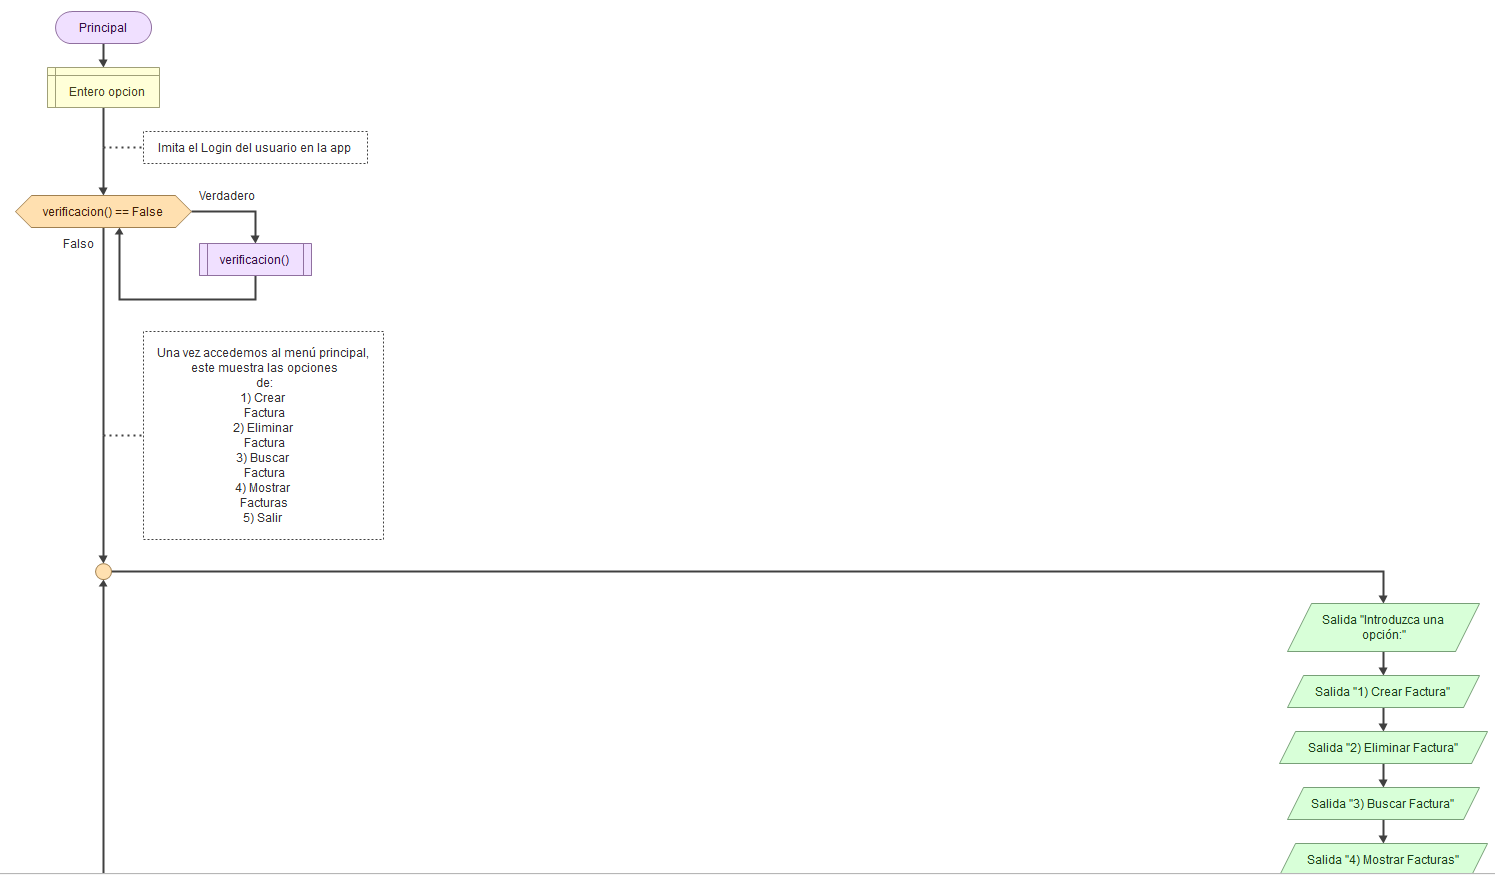 Principal
Entero opcion
Imita el Login del usuario en la app
Verdadero
verificacion() == False
Falso
verificacion()
Una vez accedemos al menú principal,
este muestra las opciones
de:
1) Crear
Factura
2) Eliminar
Factura
3) Buscar
Factura
4) Mostrar
Facturas
5) Salir
Salida "Introduzca una
opción:"
Salida "1) Crear Factura"
Salida "2) Eliminar Factura"
Salida "3) Buscar Factura"
Salida "4) Mostrar Facturas"